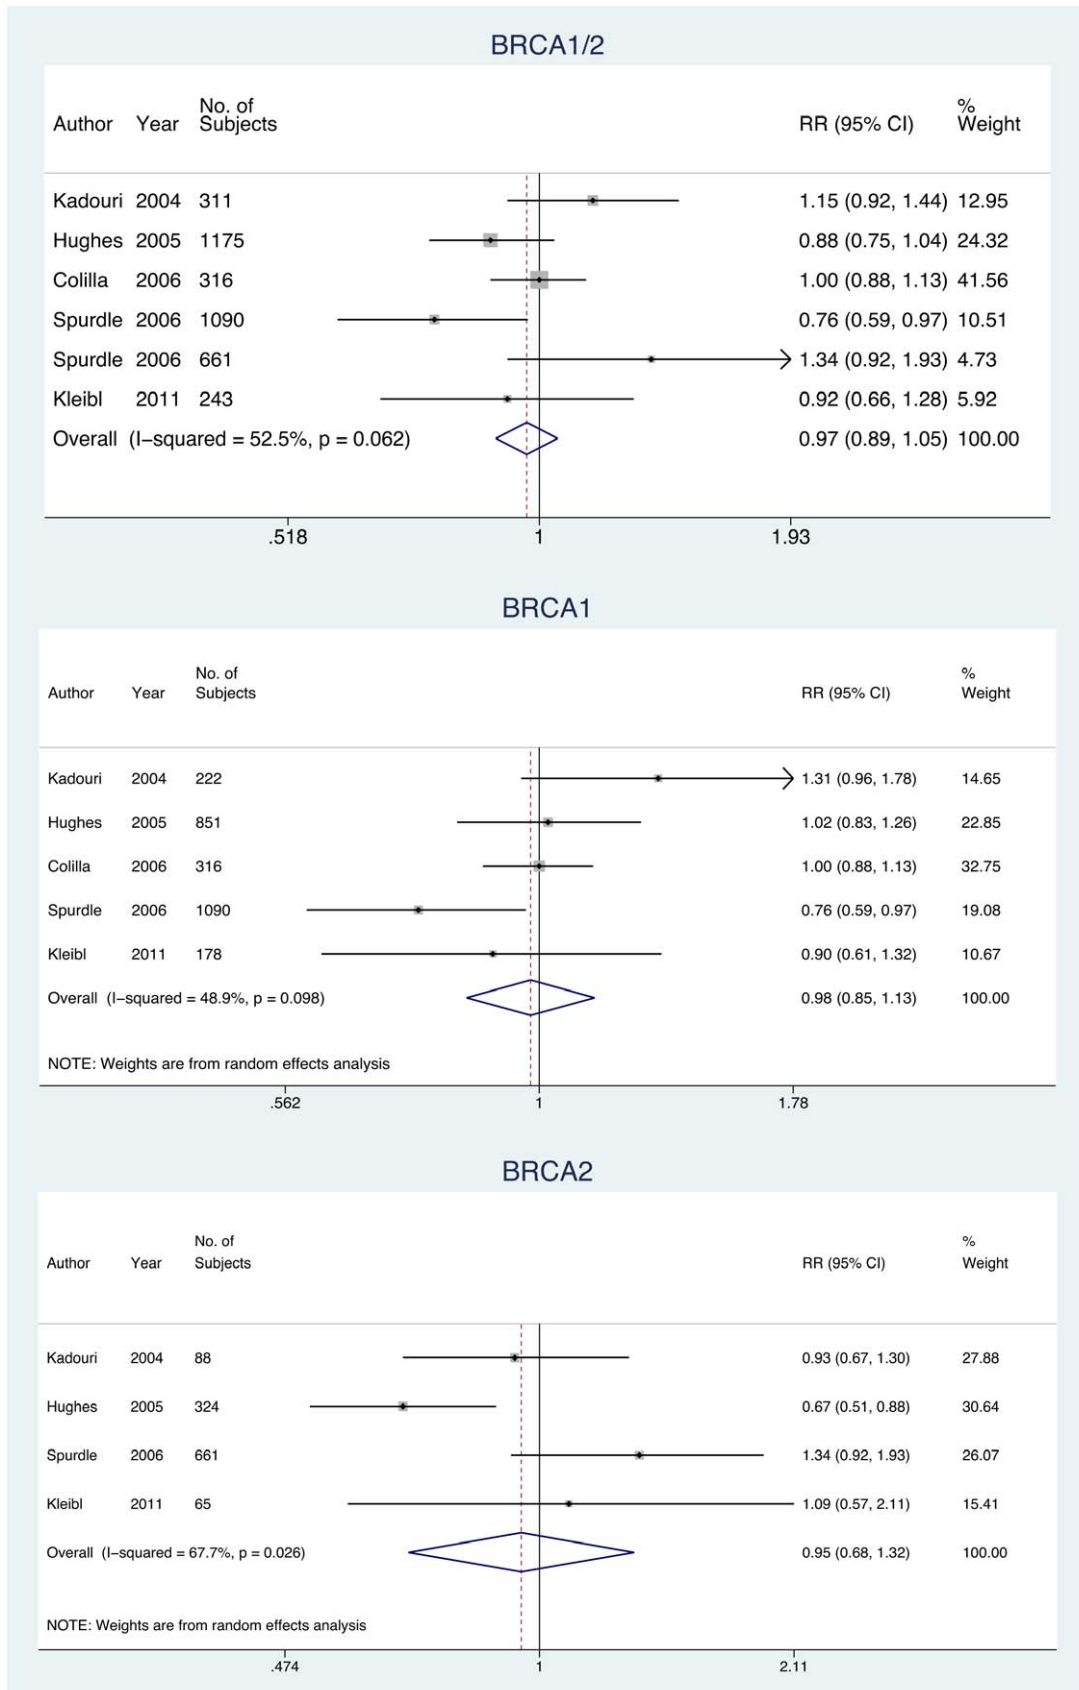 BRCA1/2
No. of % 
Author Year Subjects RR (95% CI) Weight
Kadouri 2004 311 1.15 (0.92, 1.44) 12.95
Hughes 2005 1175 0.88 (0.75, 1.04) 24.32
Colilla 2006 316 1.00 (0.88, 1.13) 41.56
Spurdle 2006 1090 0.76 (0.59, 0.97) 10.51
Spurdle 2006 661 1.34 (0.92, 1.93) 4.73
Kleibl 2011 243 0.92 (0.66, 1.28) 5.92
Overall (I-squared = 52.5%, p = 0.062) 0.97 (0.89, 1.05) 100.00
.518 1 1.93
BRCA1
No. of %
Author Year Subjects RR (95% CI) Weight
Kadouri 2004 222 1.31 (0.96, 1.78) 14.65
Hughes 2005 851 1.02 (0.83, 1.26) 22.85
Colilla 2006 316 1.00 (0.88, 1.13) 32.75
Spurdle 2006 1090 0.76 (0.59, 0.97) 19.08
Kleibl 2011 178 0.90 (0.61, 1.32) 10.67
Overall (I-squared = 48.9%, p = 0.098) 0.98 (0.85, 1.13) 100.00
NOTE: Weights are from random effects analysis
.562 1 1.78
BRCA2
No. of %
Author Year Subjects RR (95% CI) Weight
Kadouri 2004 88 0.93 (0.67, 1.30) 27.88
Hughes 2005 324 0.67 (0.51, 0.88) 30.64
Spurdle 2006 661 1.34 (0.92, 1.93) 26.07
Kleibl 2011 65 1.09 (0.57, 2.11) 15.41
Overall (I-squared = 67.7%, p = 0.026) 0.95 (0.68, 1.32) 100.00
NOTE: Weights are from random effects analysis
.474 1 2.11